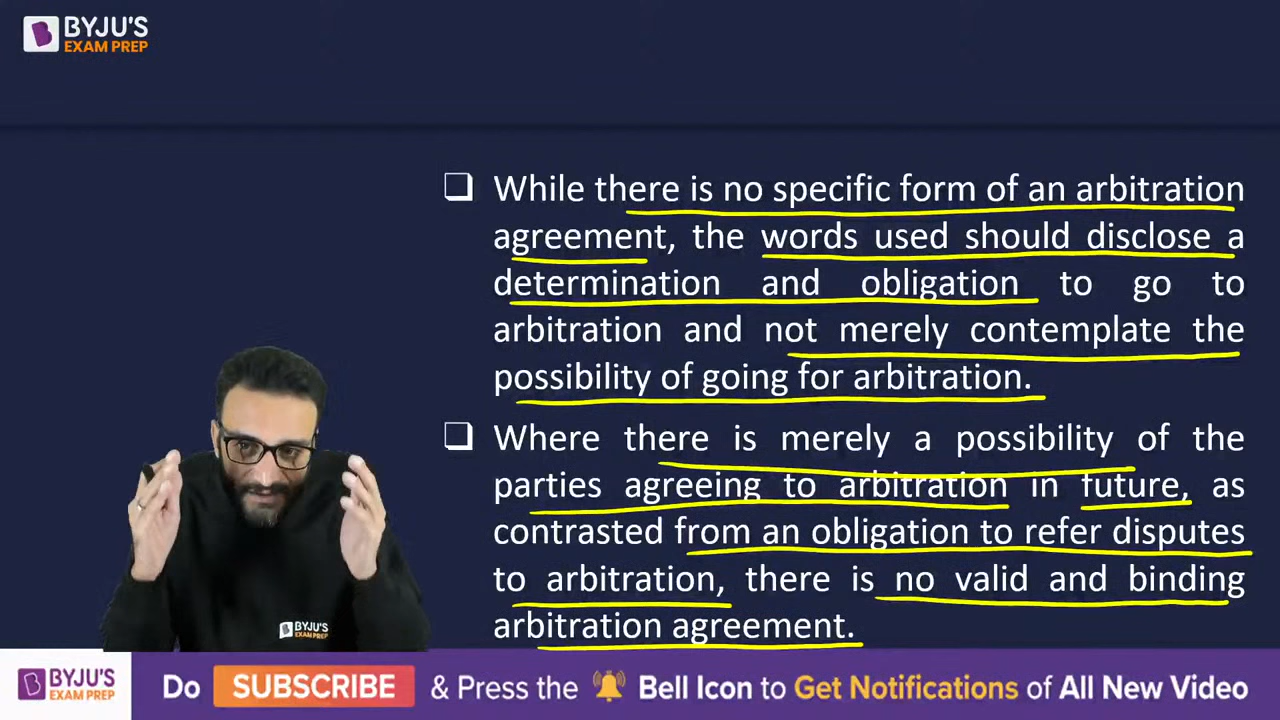 BYJU'S
EXAM PREP
❑ While there is no specific form of an arbitration
agreement, the words used should disclose a
determination and obligation to go to
arbitration and not merely contemplate the
possibility of going for arbitration.
❑ Where there is merely a possibility of the
parties agreeing to arbitration in future, as
contrasted from an obligation to refer disputes
to arbitration, there is no valid and binding
arbitration agreement.
BYJU'S
EXAM PREP
BYJU'S
EXAM PREP
Do SUBSCRIBE & Press the Bell Icon to Get Notifications of All New Video